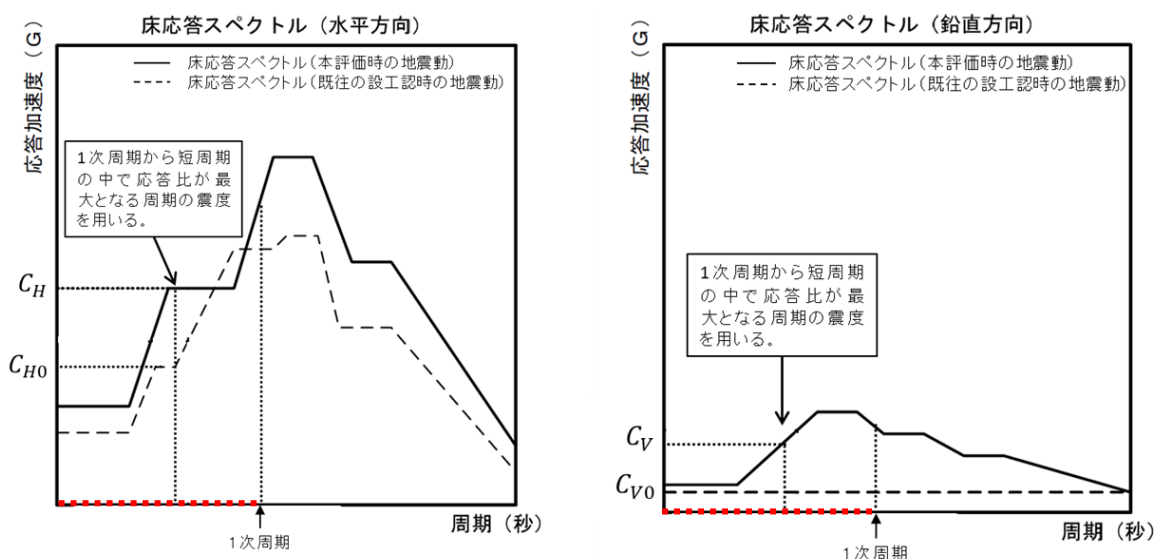 床応答スペクトル（水平方向）
応答加速度（G）
床応答スペクトル（本評価時の地震動）
床応答スペクトル（既往の設工認時の地震動）
1次周期から短周期
の中で応答比が最
大となる周期の震度
を用いる。
C_H
C_H0
周期（秒）
1次周期
床応答スペクトル（鉛直方向）
応答加速度（G）
床応答スペクトル（本評価時の地震動）
床応答スペクトル（既往の設工認時の地震動）
1次周期から短周期
の中で応答比が最
大となる周期の震度
を用いる。
C_V
C_V0
周期（秒）
1次周期